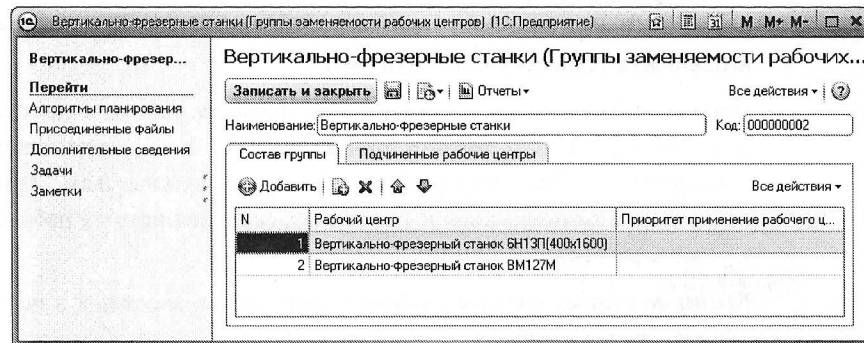 Вертикально-фрезерные станки (Группы заменяемости рабочих центров) (1С:Предприятие)
M M+ M-
Вертикально-фрезер...
Перейти
Алгоритмы планирования
Присоединенные файлы
Дополнительные сведения
Задачи
Заметки
Вертикально-фрезерные станки (Группы заменяемости рабочих...
Записать и закрыть Отчеты Все действия ?
Наименование: Вертикально-фрезерные станки Код: 000000002
Состав группы Подчиненные рабочие центры
Добавить Все действия
N Рабочий центр Приоритет применение рабочего ц...
1 Вертикально-фрезерный станок 6Н13П(400х1600)
2 Вертикально-фрезерный станок ВМ127М